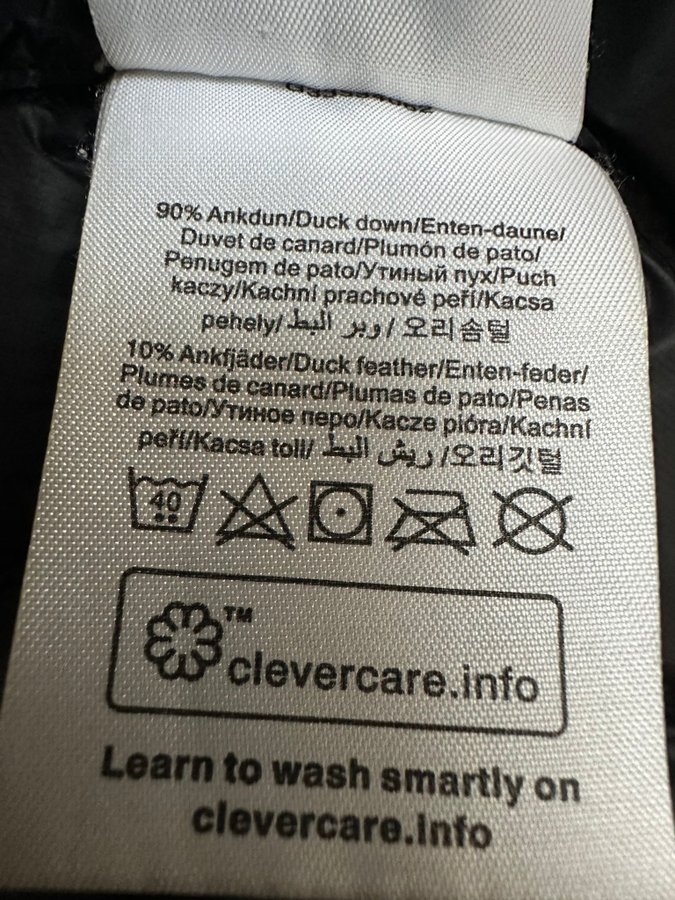 90% Ankdun/Duck down/Enten-daune/
Duvet de canard/Plumón de pato/
Penugem de pato/Утиный пух/Puch
kaczy/Kachní prachové peří/Kacsa
pehely/وبر البط/오리솜털
10% Ankfjäder/Duck feather/Enten-feder/
Plumes de canard/Plumas de pato/Penas
de pato/Утиное перо/Kacze pióra/Kachní
peří/Kacsa toll/ريش البط/오리깃털
40
TM
clevercare.info
Learn to wash smartly on
clevercare.info